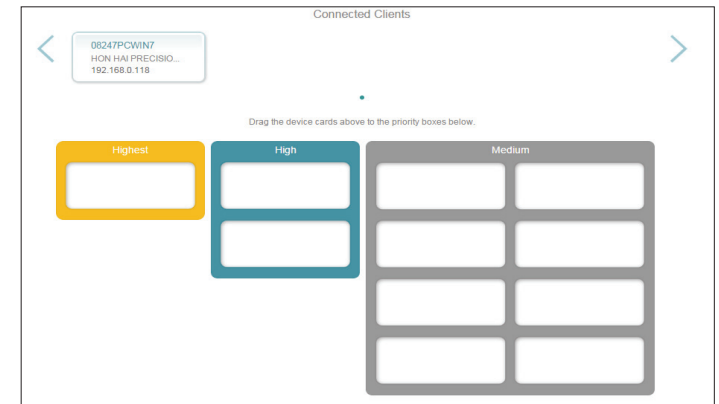 Connected Clients
08247PCWIN7
HON HAI PRECISIO...
192.168.0.118
Drag the device cards above to the priority boxes below.
Highest
High
Medium